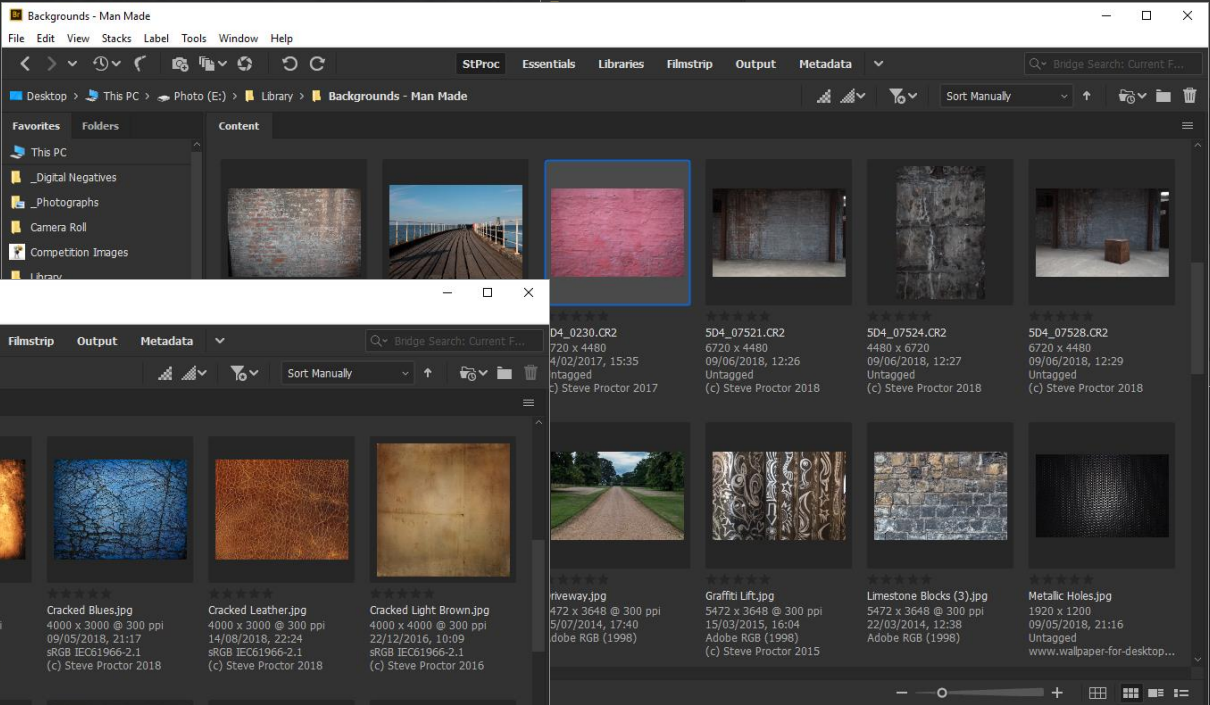 Br Backgrounds - Man Made
File Edit View Stacks Label Tools Window Help
StProc Essentials Libraries Filmstrip Output Metadata
Bridge Search: Current F...
Desktop > This PC > Photo (E:) > Library > Backgrounds - Man Made
Sort Manually
Favorites Folders
Content
This PC
_Digital Negatives
_Photographs
Camera Roll
Competition Images
Library
D4_0230.CR2
720 x 4480
4/02/2017, 15:35
ntagged
c) Steve Proctor 2017
5D4_07521.CR2
6720 x 4480
09/06/2018, 12:26
Untagged
(c) Steve Proctor 2018
5D4_07524.CR2
4480 x 6720
09/06/2018, 12:27
Untagged
(c) Steve Proctor 2018
5D4_07528.CR2
6720 x 4480
09/06/2018, 12:29
Untagged
(c) Steve Proctor 2018
riveway.jpg
472 x 3648 @ 300 ppi
5/07/2014, 17:40
dobe RGB (1998)
Graffiti Lift.jpg
5472 x 3648 @ 300 ppi
15/03/2015, 16:04
Adobe RGB (1998)
(c) Steve Proctor 2015
Limestone Blocks (3).jpg
5472 x 3648 @ 300 ppi
22/03/2014, 12:38
Adobe RGB (1998)
Metallic Holes.jpg
1920 x 1200
09/05/2018, 21:16
Untagged
www.wallpaper-for-desktop...
Filmstrip Output Metadata
Bridge Search: Current F...
Sort Manually
Cracked Blues.jpg
4000 x 3000 @ 300 ppi
09/05/2018, 21:17
sRGB IEC61966-2.1
(c) Steve Proctor 2018
Cracked Leather.jpg
4000 x 3000 @ 300 ppi
14/08/2018, 22:24
sRGB IEC61966-2.1
(c) Steve Proctor 2018
Cracked Light Brown.jpg
4000 x 4000 @ 300 ppi
22/12/2016, 10:09
sRGB IEC61966-2.1
(c) Steve Proctor 2016